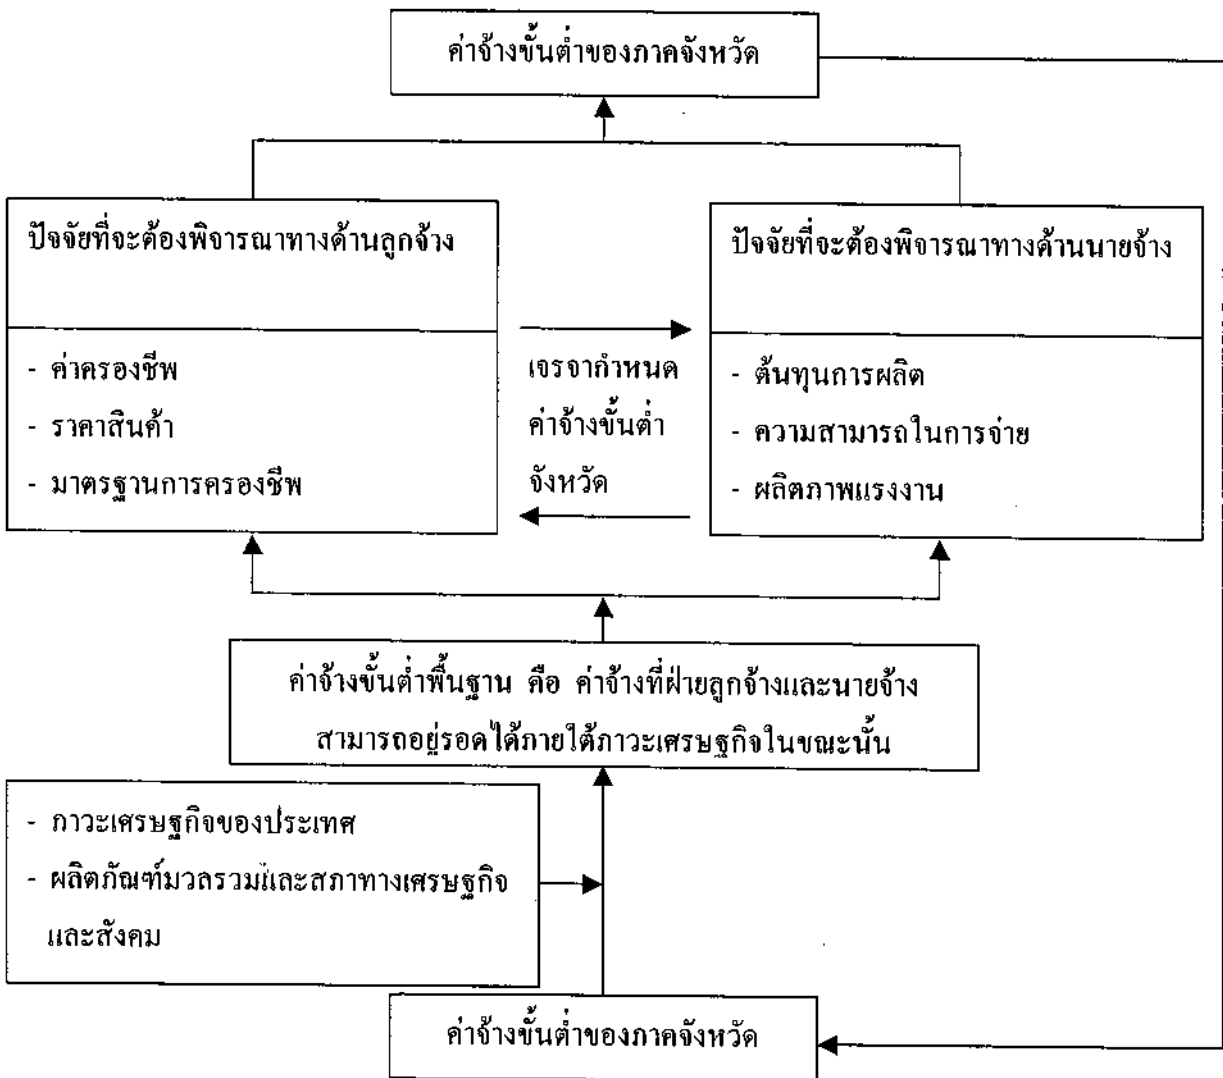 ค่าจ้างขั้นต่ำของภาคจังหวัด
ปัจจัยที่จะต้องพิจารณาทางด้านลูกจ้าง
- ค่าครองชีพ
- ราคาสินค้า
- มาตรฐานการครองชีพ
เจรจากำหนด
ค่าจ้างขั้นต่ำ
จังหวัด
ปัจจัยที่จะต้องพิจารณาทางด้านนายจ้าง
- ต้นทุนการผลิต
- ความสามารถในการจ่าย
- ผลิตภาพแรงงาน
ค่าจ้างขั้นต่ำพื้นฐาน คือ ค่าจ้างที่ฝ่ายลูกจ้างและนายจ้าง
สามารถอยู่รอดได้ภายใต้ภาวะเศรษฐกิจในขณะนั้น
- ภาวะเศรษฐกิจของประเทศ
- ผลิตภัณฑ์มวลรวมและสภาทางเศรษฐกิจ
และสังคม
ค่าจ้างขั้นต่ำของภาคจังหวัด